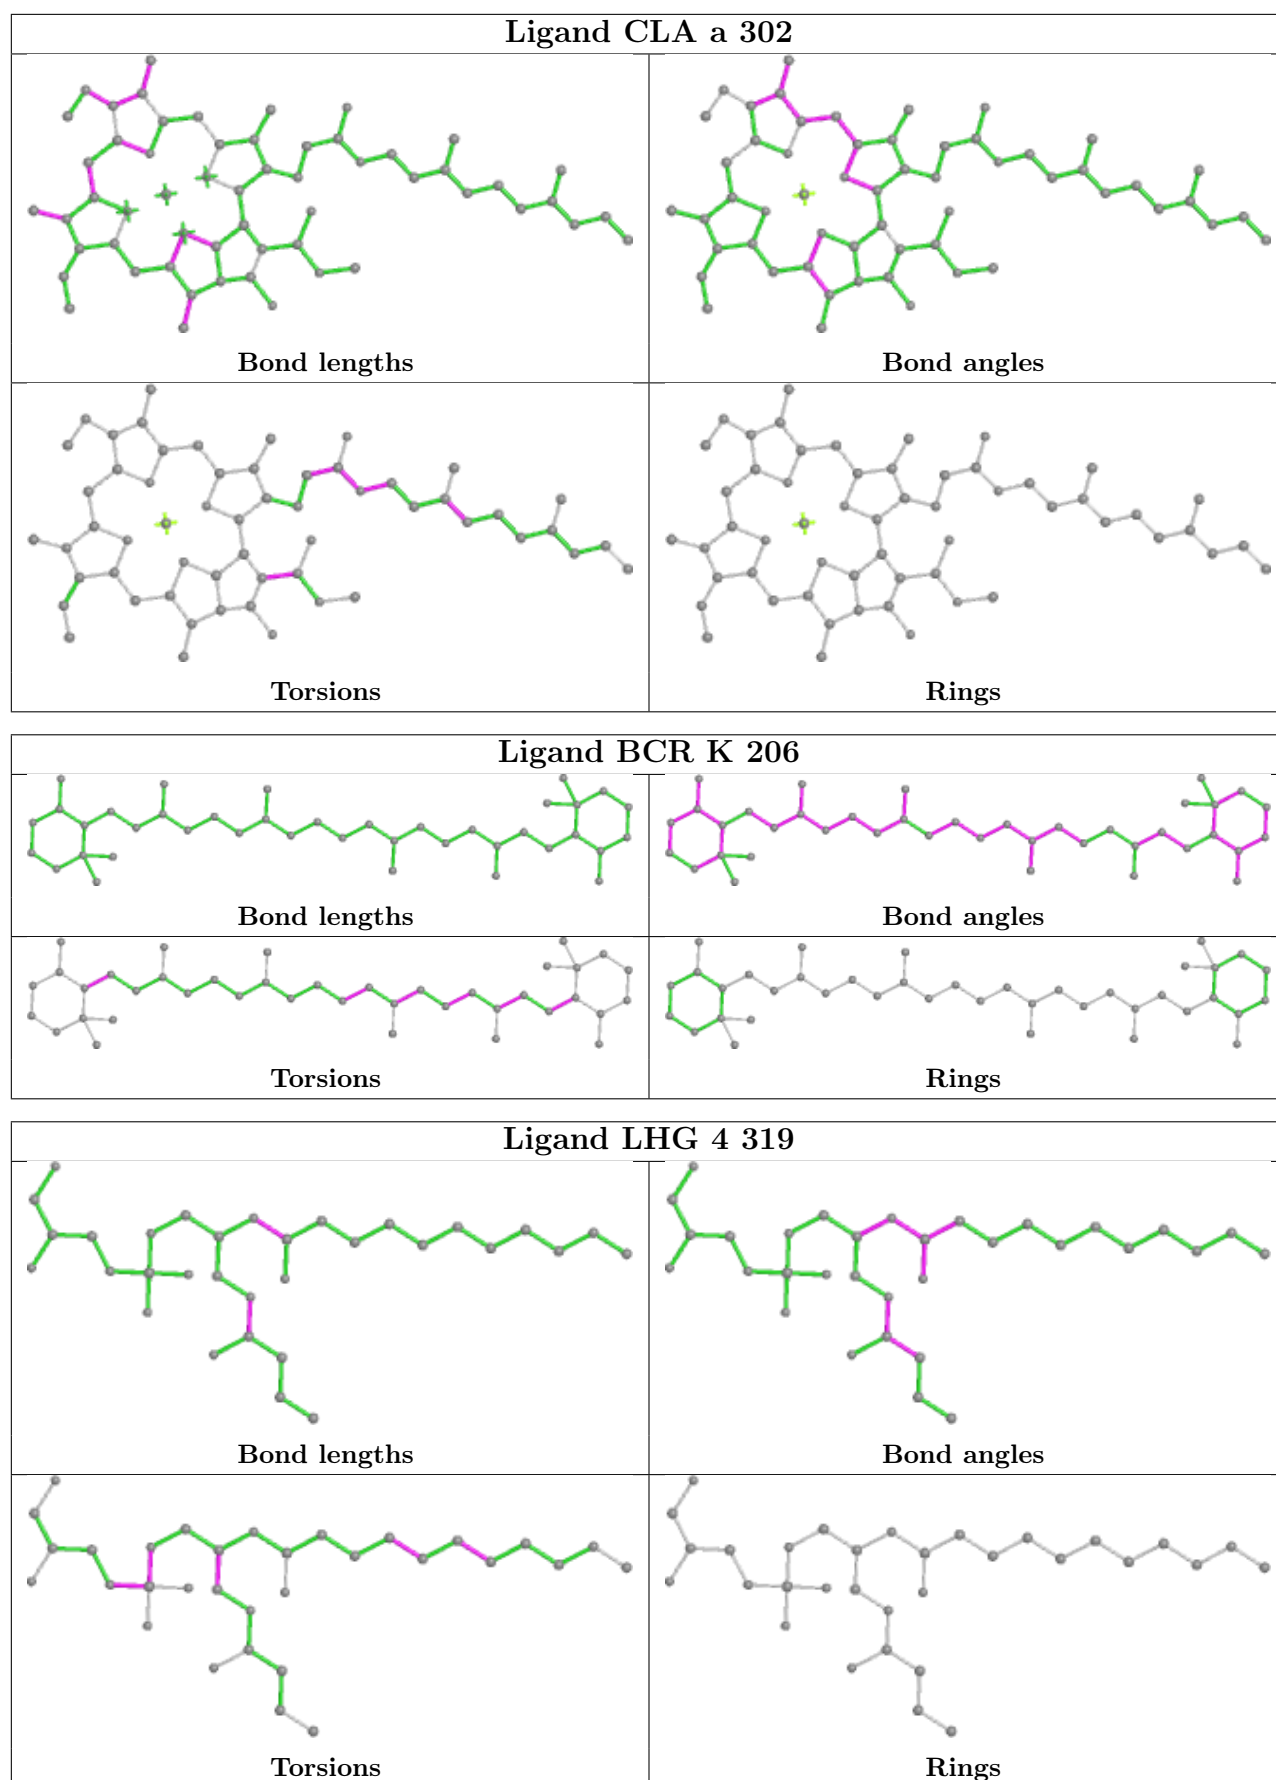 Ligand CLA a 302
Bond lengths
Bond angles
Torsions
Rings
Ligand BCR K 206
Bond lengths
Bond angles
Torsions
Rings
Ligand LHG 4 319
Bond lengths
Bond angles
Torsions
Rings